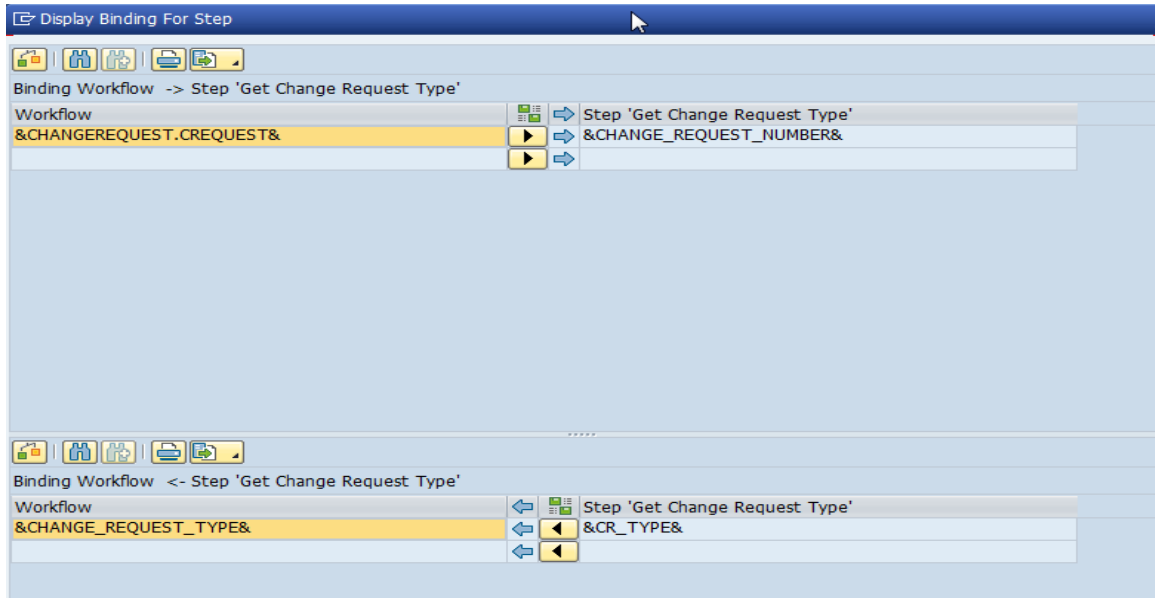 Display Binding For Step
Binding Workflow -> Step 'Get Change Request Type'
Workflow Step 'Get Change Request Type'
&CHANGEREQUEST.CREQUEST& &CHANGE_REQUEST_NUMBER&
Binding Workflow <- Step 'Get Change Request Type'
Workflow Step 'Get Change Request Type'
&CHANGE_REQUEST_TYPE& &CR_TYPE&